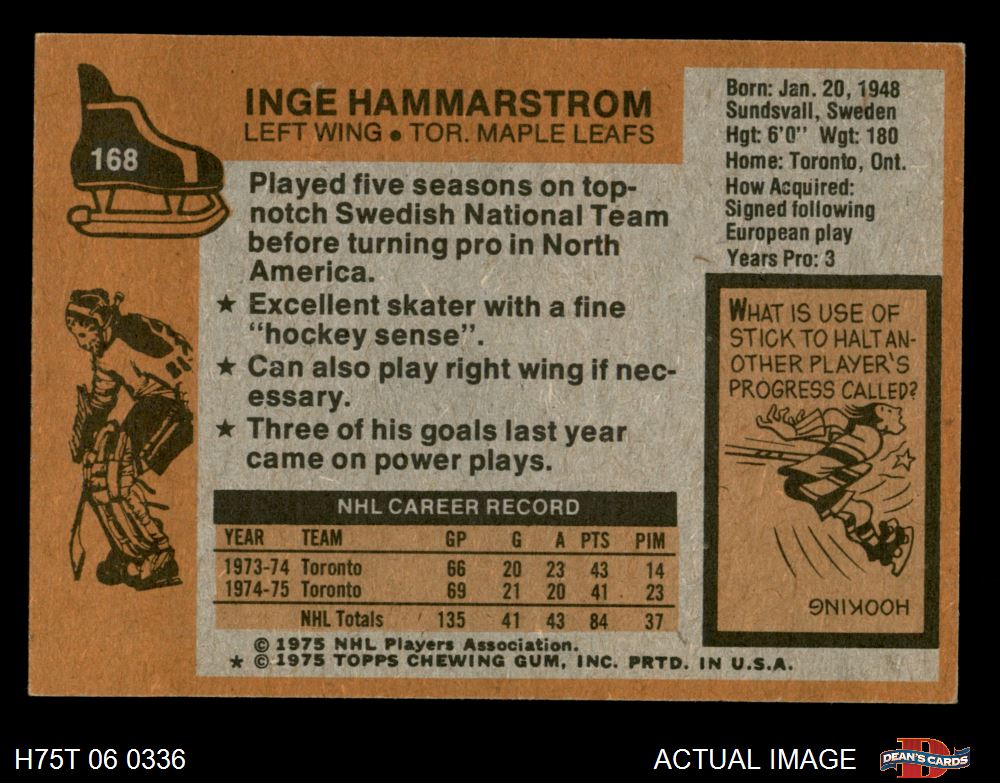 168
INGE HAMMARSTROM
LEFT WING ● TOR. MAPLE LEAFS
Played five seasons on top-
notch Swedish National Team
before turning pro in North
America.
★ Excellent skater with a fine
"hockey sense".
★ Can also play right wing if nec-
essary.
★ Three of his goals last year
came on power plays.
NHL CAREER RECORD
YEAR TEAM GP G A PTS PIM
1973-74 Toronto 66 20 23 43 14
1974-75 Toronto 69 21 20 41 23
NHL Totals 135 41 43 84 37
© 1975 NHL Players Association.
★ © 1975 TOPPS CHEWING GUM, INC. PRTD. IN U.S.A.
Born: Jan. 20, 1948
Sundsvall, Sweden
Hgt: 6'0" Wgt: 180
Home: Toronto, Ont.
How Acquired:
Signed following
European play
Years Pro: 3
WHAT IS USE OF
STICK TO HALT AN-
OTHER PLAYER'S
PROGRESS CALLED?
HOOKING
H75T 06 0336
ACTUAL IMAGE
D
DEAN'S CARDS